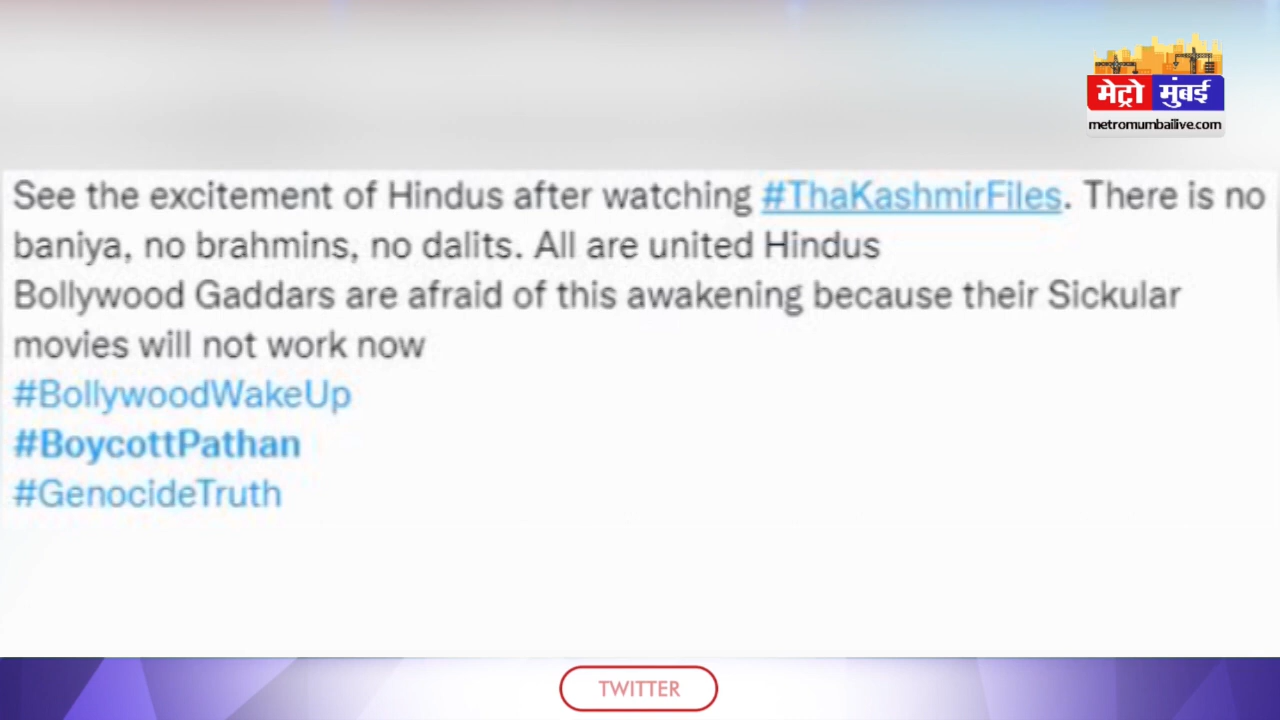 मेट्रो मुंबई
metromumbailive.com
See the excitement of Hindus after watching #ThaKashmirFiles. There is no
baniya, no brahmins, no dalits. All are united Hindus
Bollywood Gaddars are afraid of this awakening because their Sickular
movies will not work now
#BollywoodWakeUp
#BoycottPathan
#GenocideTruth
TWITTER